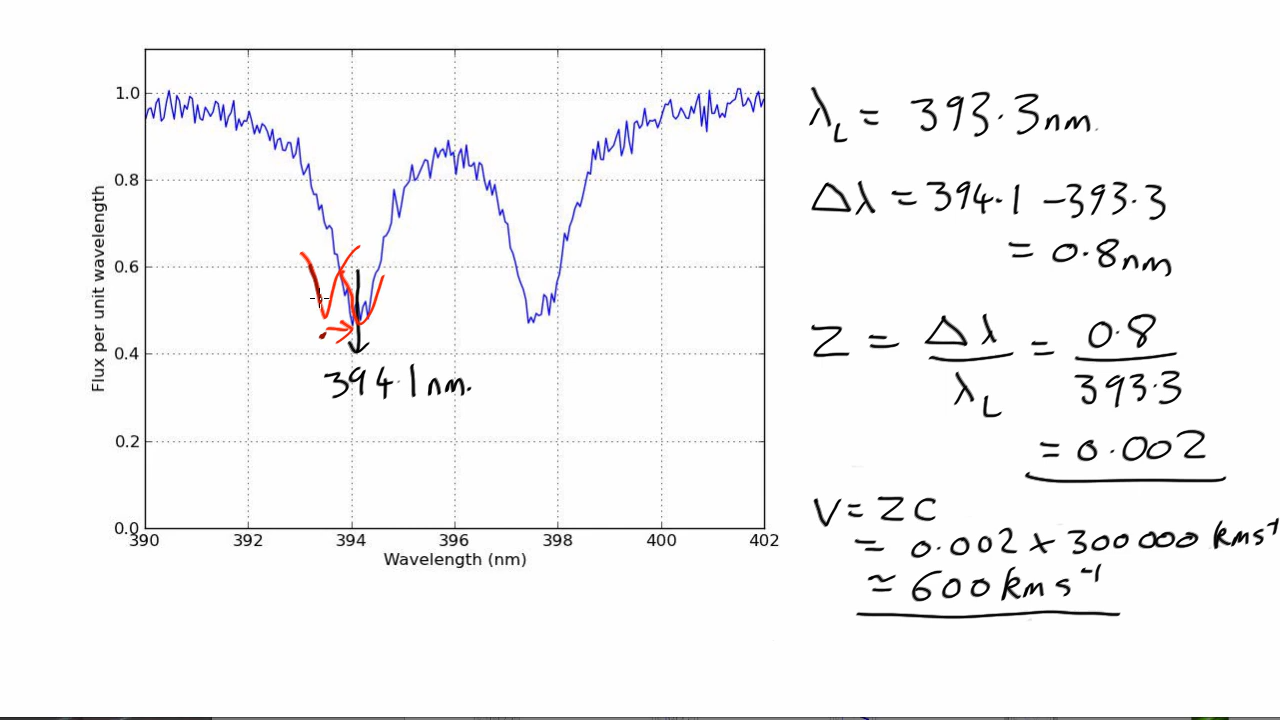 1.0
0.8
0.6
0.4
0.2
0.0
390 392 394 396 398 400 402
Wavelength (nm)
Flux per unit wavelength
394.1nm.
λL = 393.3nm.
Δλ = 394.1 -393.3
= 0.8nm
Z = Δλ/λL = 0.8/393.3
= 0.002
V= ZC
= 0.002 x 300000 kms⁻¹
≃ 600kms⁻¹